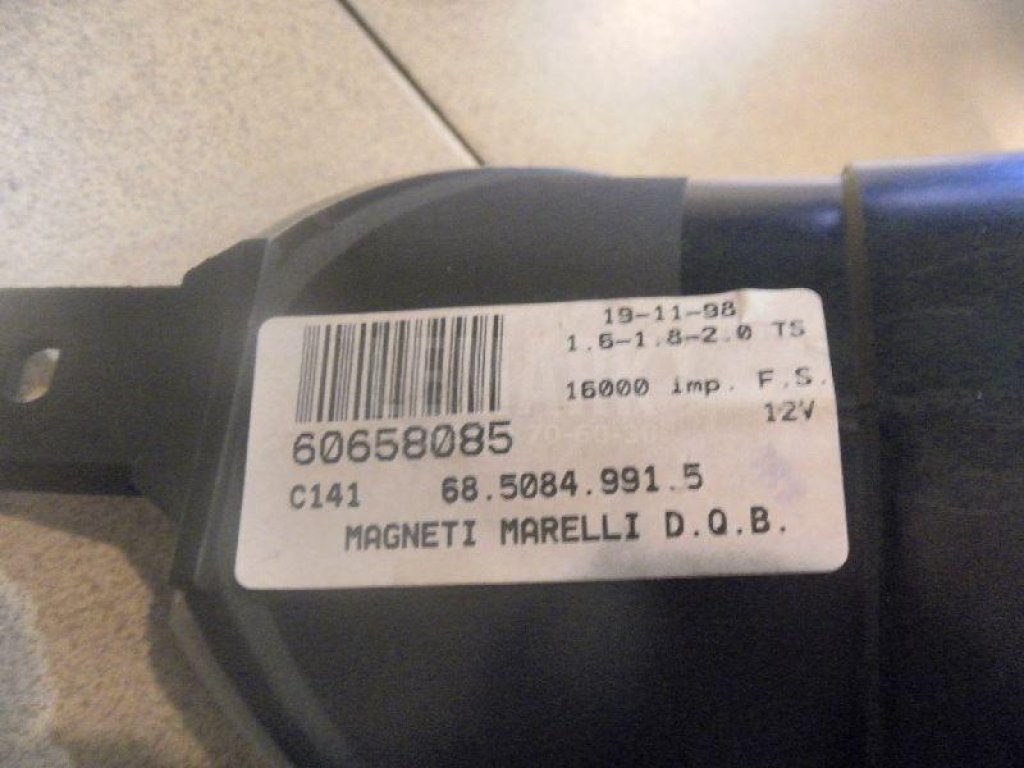 19-11-98
1.6-1.8-2.0 TS
16000 imp. F.S.
12V
60658085
C141 68.5084.991.5
MAGNETI MARELLI D.Q.B.